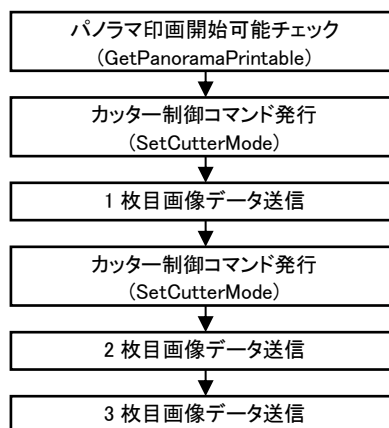 パノラマ印画開始可能チェック
(GetPanoramaPrintable)
カッター制御コマンド発行
(SetCutterMode)
1 枚目画像データ送信
カッター制御コマンド発行
(SetCutterMode)
2 枚目画像データ送信
3 枚目画像データ送信